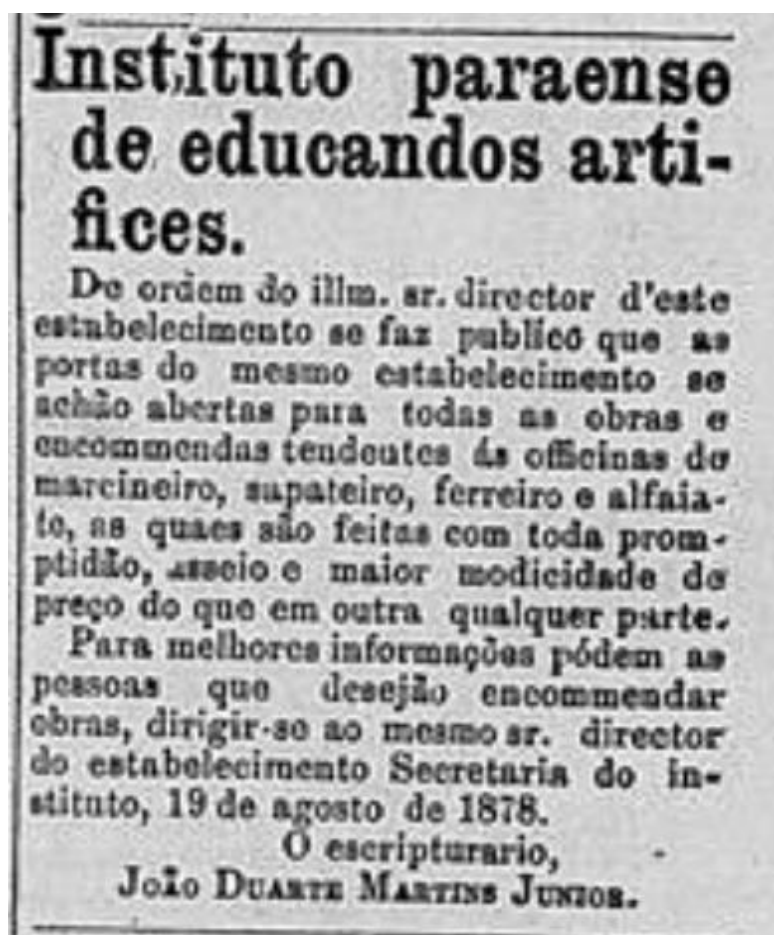 Instituto paraense
de educandos arti-
fices.
De ordem do illm. sr. director d'este
estabelecimento se faz publico que as
portas do mesmo estabelecimento se
achão abertas para todas as obras e
encommendas tendentes ás officinas de
marcineiro, sapateiro, ferreiro e alfaia-
te, as quaes são feitas com toda prom-
ptidão, asseio e maior modicidade de
preço do que em outra qualquer parte.
Para melhores informações pódem as
pessoas que desejão encommendar
obras, dirigir-se ao mesmo sr. director
do estabelecimento Secretaria do in-
stituto, 19 de agosto de 1878.
O escripturario,
João Duarte Martins Junior.